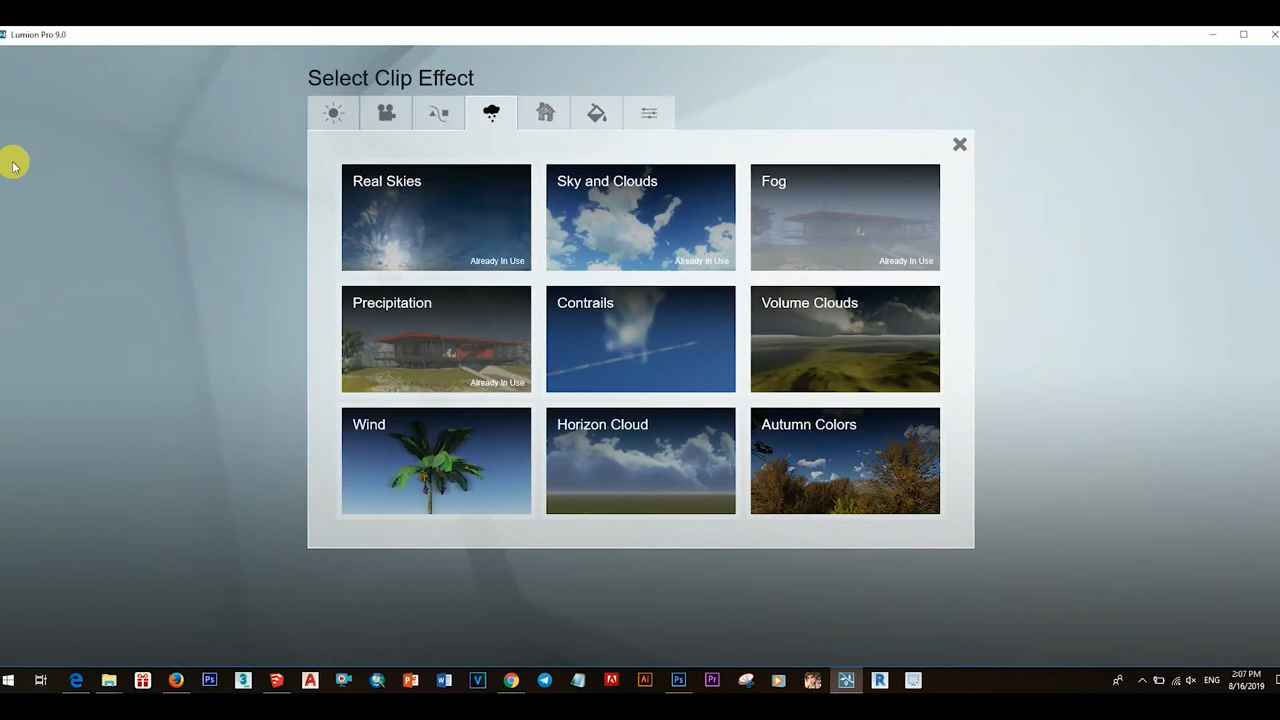 Lumion Pro 9.0
Select Clip Effect
Real Skies
Already In Use
Sky and Clouds
Already In Use
Fog
Already In Use
Precipitation
Already In Use
Contrails
Volume Clouds
Wind
Horizon Cloud
Autumn Colors
ENG
2:07 PM
8/16/2019